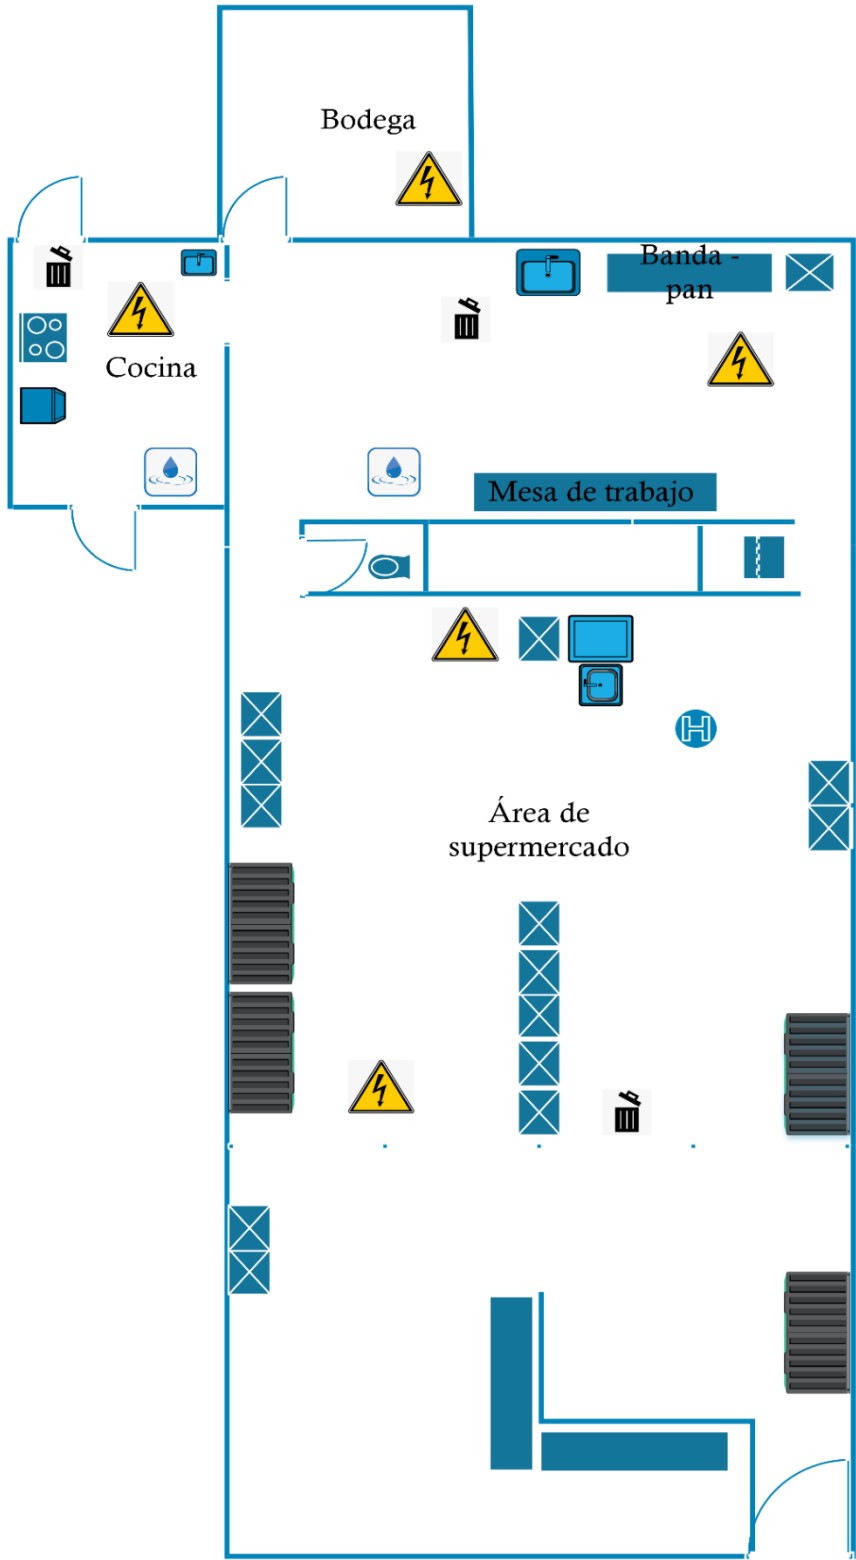 Bodega
Banda -
pan
Cocina
Mesa de trabajo
Área de
supermercado
H